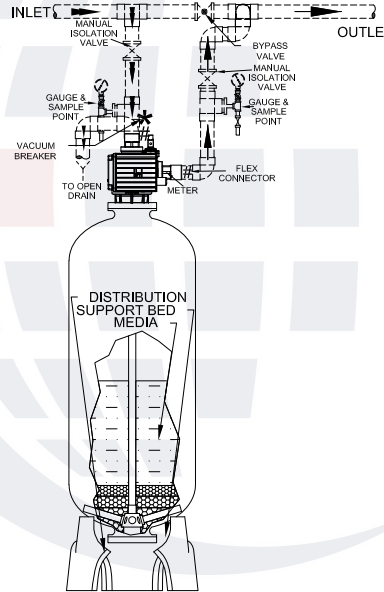 INLET
MANUAL
ISOLATION
VALVE
OUTLE
BYPASS
VALVE
MANUAL
ISOLATION
VALVE
GAUGE &
SAMPLE
POINT
GAUGE &
SAMPLE
POINT
VACUUM
BREAKER
FLEX
CONNECTOR
METER
TO OPEN
DRAIN
DISTRIBUTION
SUPPORT BED
MEDIA